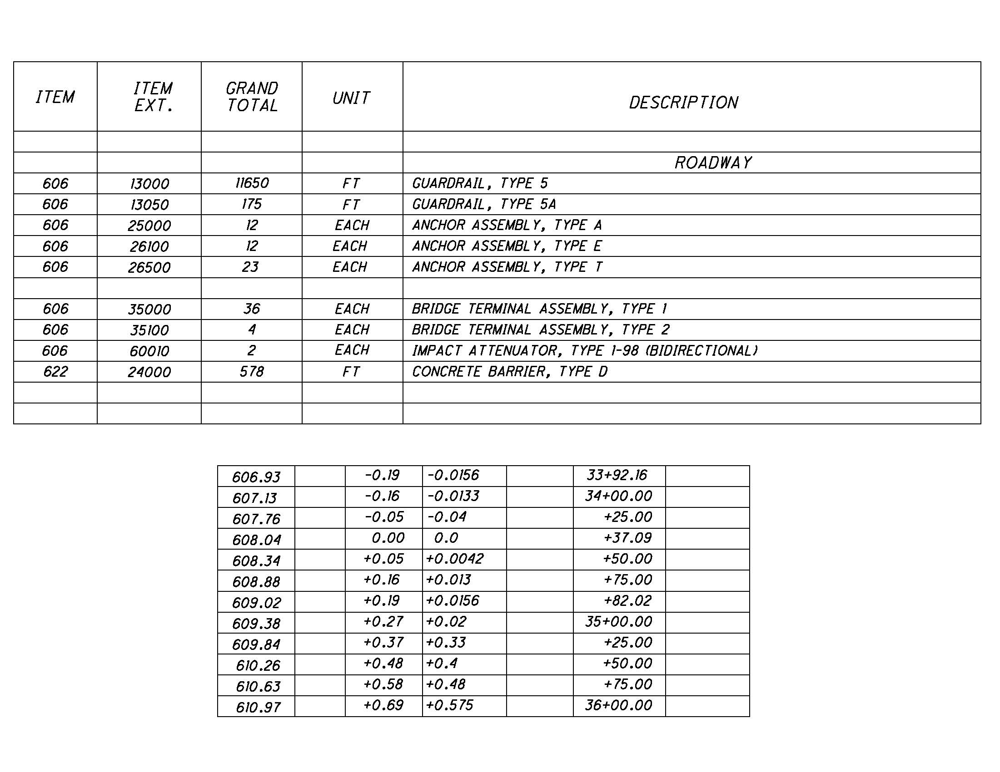 ITEM ITEM EXT. GRAND TOTAL UNIT DESCRIPTION
ROADWAY
606 13000 11650 FT GUARDRAIL, TYPE 5
606 13050 175 FT GUARDRAIL, TYPE 5A
606 25000 12 EACH ANCHOR ASSEMBLY, TYPE A
606 26100 12 EACH ANCHOR ASSEMBLY, TYPE E
606 26500 23 EACH ANCHOR ASSEMBLY, TYPE T
606 35000 36 EACH BRIDGE TERMINAL ASSEMBLY, TYPE 1
606 35100 4 EACH BRIDGE TERMINAL ASSEMBLY, TYPE 2
606 60010 2 EACH IMPACT ATTENUATOR, TYPE 1-98 (BIDIRECTIONAL)
622 24000 578 FT CONCRETE BARRIER, TYPE D
606.93 -0.19 -0.0156 33+92.16
607.13 -0.16 -0.0133 34+00.00
607.76 -0.05 -0.04 +25.00
608.04 0.00 0.0 +37.09
608.34 +0.05 +0.0042 +50.00
608.88 +0.16 +0.013 +75.00
609.02 +0.19 +0.0156 +82.02
609.38 +0.27 +0.02 35+00.00
609.84 +0.37 +0.33 +25.00
610.26 +0.48 +0.4 +50.00
610.63 +0.58 +0.48 +75.00
610.97 +0.69 +0.575 36+00.00